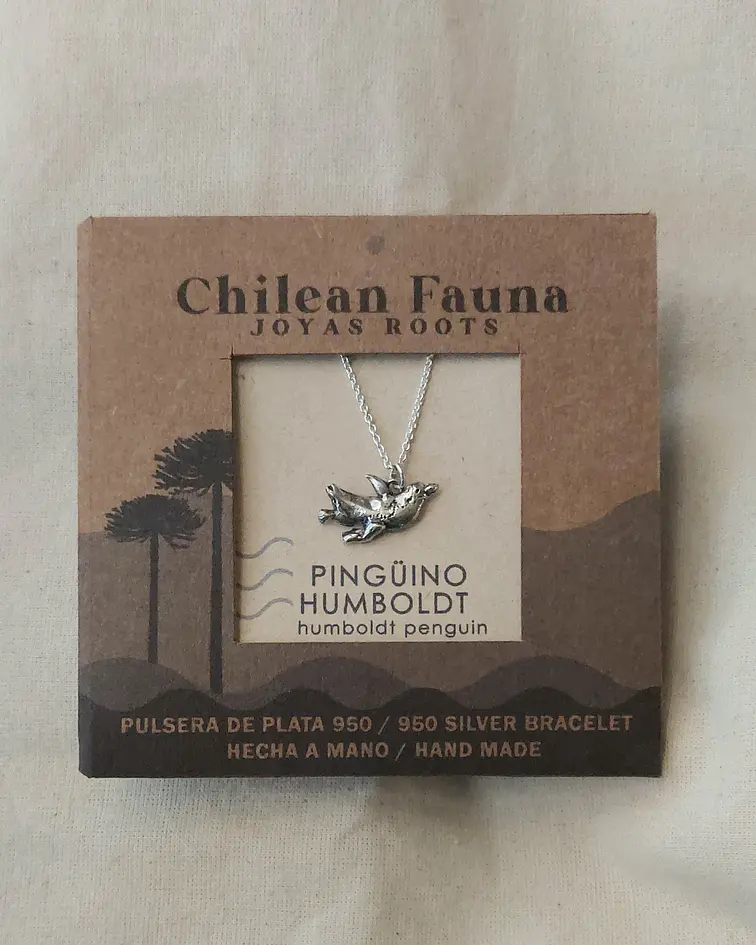 Chilean Fauna
JOYAS ROOTS
PINGÜINO
HUMBOLDT
humboldt penguin
PULSERA DE PLATA 950 / 950 SILVER BRACELET
HECHA A MANO / HAND MADE